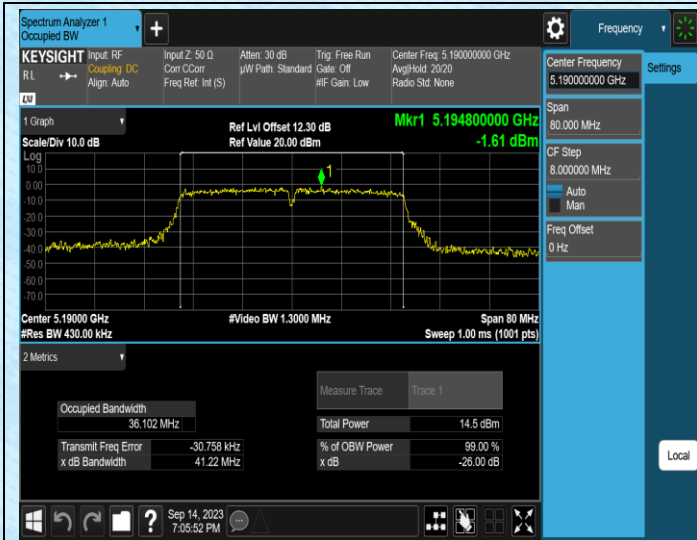 Spectrum Analyzer 1
Occupied BW
+
Frequency
KEYSIGHT
R L
LXI
Input: RF
Coupling: DC
Align: Auto
Input Z: 50 Ω
Corr CCorr
Freq Ref: Int (S)
Atten: 30 dB
µW Path: Standard
Trig: Free Run
Gate: Off
#IF Gain: Low
Center Freq: 5.190000000 GHz
Avg|Hold: 20/20
Radio Std: None
Center Frequency
5.190000000 GHz
Settings
Span
80.000 MHz
CF Step
8.000000 MHz
Auto
Man
Freq Offset
0 Hz
Local
1 Graph
Scale/Div 10.0 dB
Ref Lvl Offset 12.30 dB
Ref Value 20.00 dBm
Mkr1 5.194800000 GHz
-1.61 dBm
Log
10.0
0.00
-10.0
-20.0
-30.0
-40.0
-50.0
-60.0
-70.0
1
Center 5.19000 GHz
#Res BW 430.00 kHz
#Video BW 1.3000 MHz
Span 80 MHz
Sweep 1.00 ms (1001 pts)
2 Metrics
Measure Trace
Trace 1
Occupied Bandwidth
36.102 MHz
Total Power
14.5 dBm
Transmit Freq Error
-30.758 kHz
% of OBW Power
99.00 %
x dB Bandwidth
41.22 MHz
x dB
-26.00 dB
?
Sep 14, 2023
7:05:52 PM